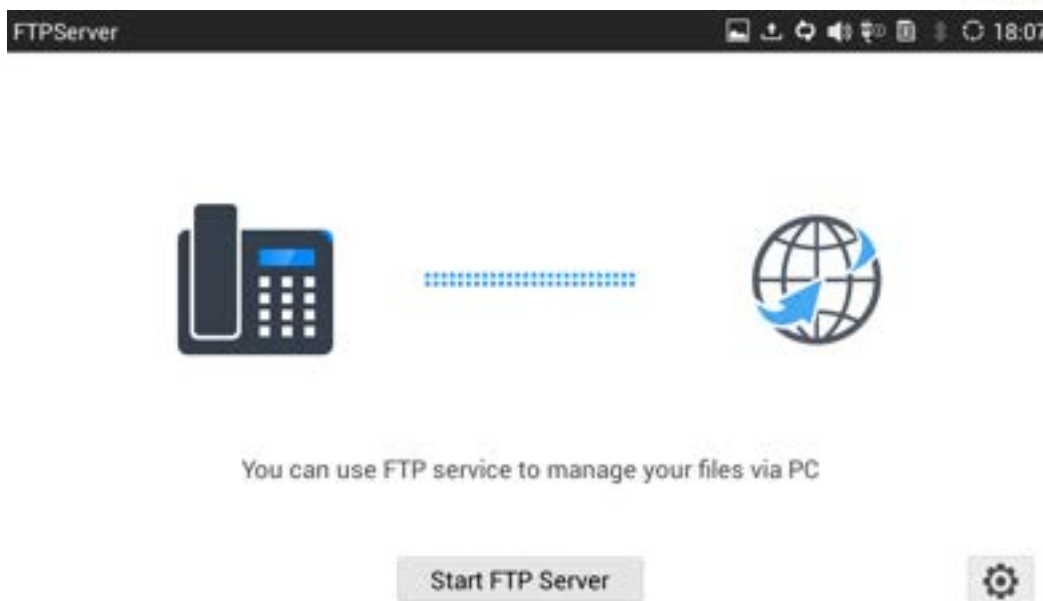 FTPServer 18:07
You can use FTP service to manage your files via PC
Start FTP Server